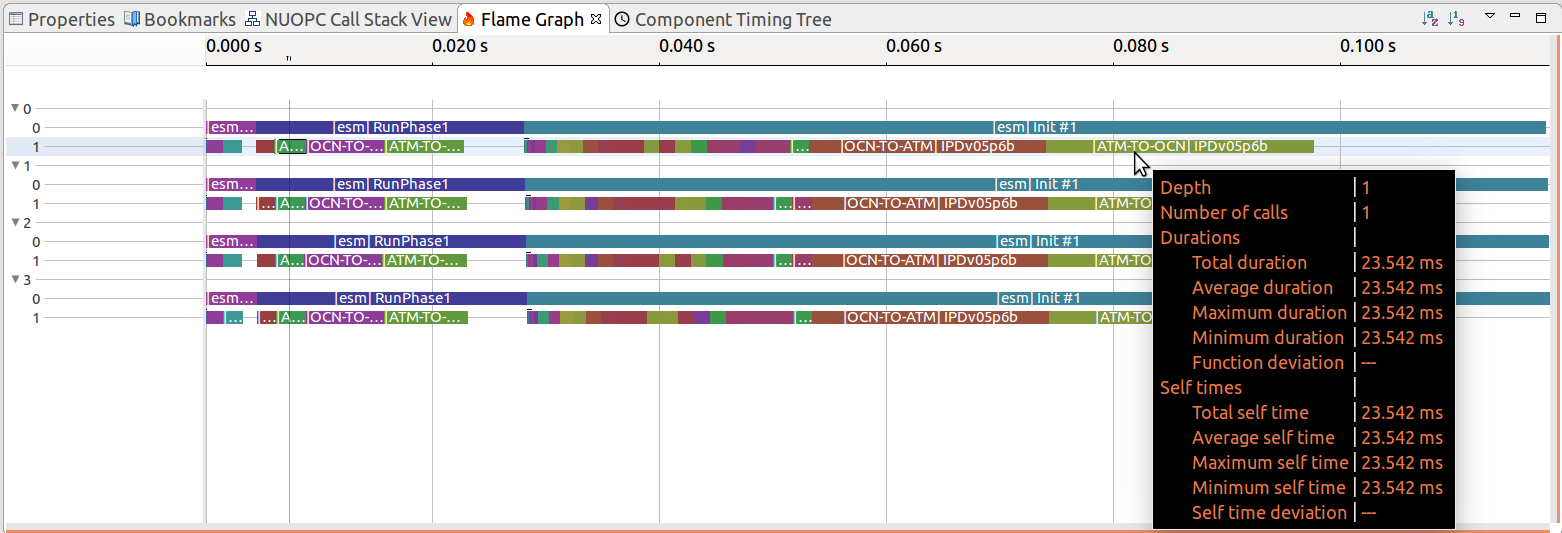 Properties Bookmarks NUOPC Call Stack View Flame Graph Component Timing Tree
0.000 s 0.020 s 0.040 s 0.060 s 0.080 s 0.100 s
0
0 |esm... |esm| RunPhase1 |esm| Init #1
1 |A... |OCN-TO-... |ATM-TO-... |... |OCN-TO-ATM| IPDv05p6b |ATM-TO-OCN| IPDv05p6b
1
0 |esm... |esm| RunPhase1 |esm| Init #1
1 |... |A... |OCN-TO-... |ATM-TO-... |... |... |OCN-TO-ATM| IPDv05p6b |ATM-TO
2
0 |esm... |esm| RunPhase1 |esm| Init #1
1 |A... |OCN-TO-... |ATM-TO-... |... |... |OCN-TO-ATM| IPDv05p6b |ATM-TO
3
0 |esm... |esm| RunPhase1 |esm| Init #1
1 |... |... |A... |OCN-TO-... |ATM-TO-... |... |OCN-TO-ATM| IPDv05p6b |ATM-TO
Depth | 1
Number of calls | 1
Durations |
Total duration | 23.542 ms
Average duration | 23.542 ms
Maximum duration | 23.542 ms
Minimum duration | 23.542 ms
Function deviation | ---
Self times |
Total self time | 23.542 ms
Average self time | 23.542 ms
Maximum self time | 23.542 ms
Minimum self time | 23.542 ms
Self time deviation | ---